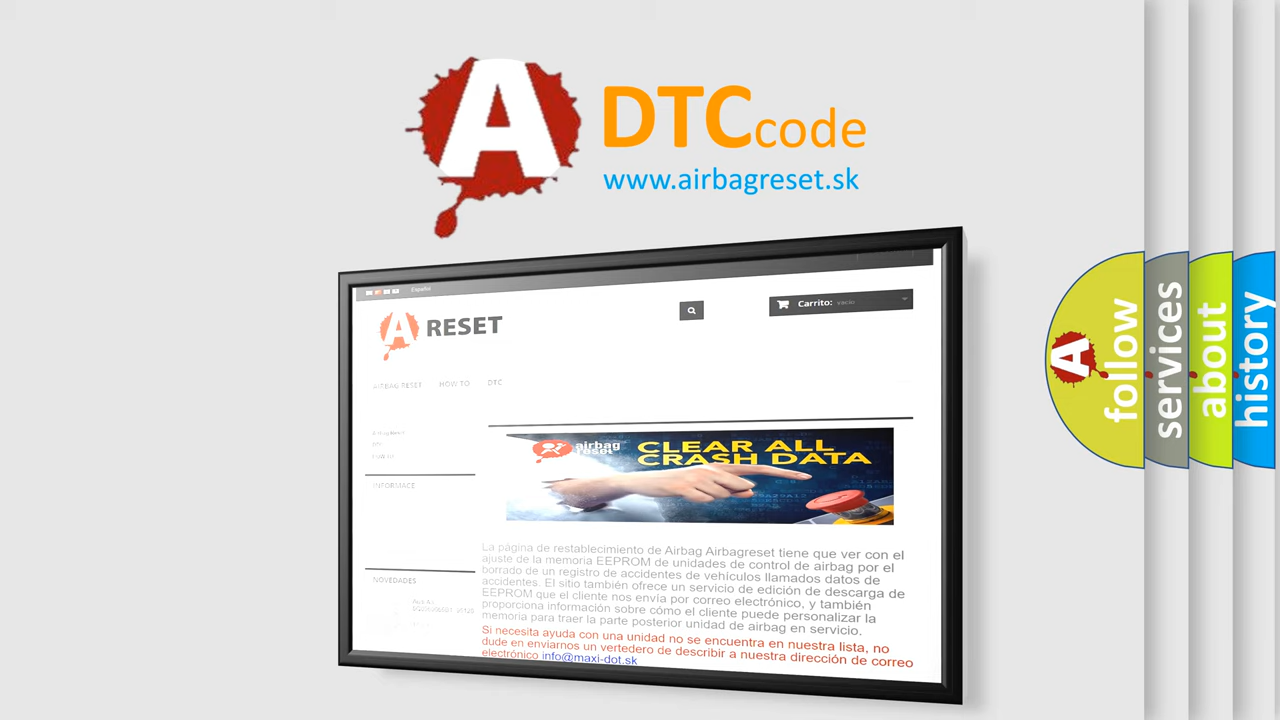 A
DTC code
www.airbagreset.sk
Español
A RESET
Carrito: vacío
AIRBAG RESET HOW TO DTC
INFORMACE
airbag
reset
CLEAR ALL
CRASH DATA
La página de restablecimiento de Airbag Airbagreset tiene que ver con el
ajuste de la memoria EEPROM de unidades de control de airbag por el
borrado de un registro de accidentes de vehículos llamados datos de
accidentes. El sitio también ofrece un servicio de edición de descarga de
EEPROM que el cliente nos envía por correo electrónico, y también
proporciona información sobre cómo el cliente puede personalizar la
memoria para traer la parte posterior unidad de airbag en servicio.
Si necesita ayuda con una unidad no se encuentra en nuestra lista, no
dude en enviarnos un vertedero de describir a nuestra dirección de correo
electrónico info@maxi-dot.sk
NOVEDADES
A
follow
services
about
history